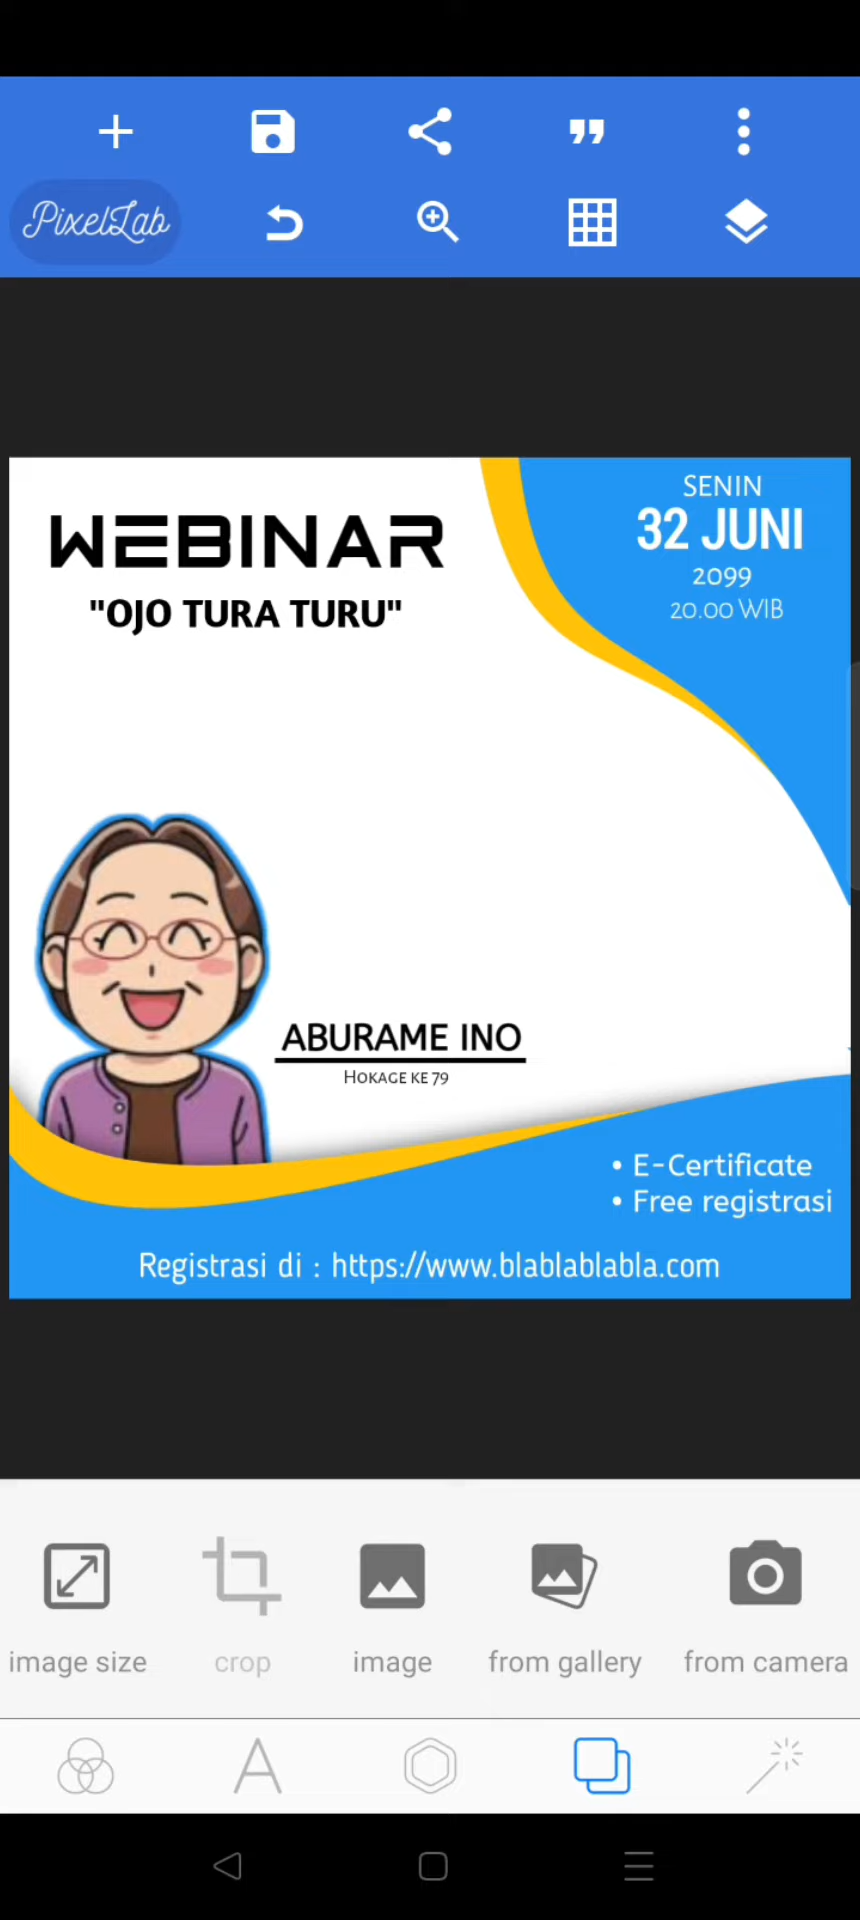 PixelLab
SENIN
32 JUNI
2099
20.00 WIB
WEBINAR
"OJO TURA TURU"
ABURAME INO
HOKAGE KE 79
• E-Certificate
• Free registrasi
Registrasi di : https://www.blablablabla.com
image size
crop
image
from gallery
from camera